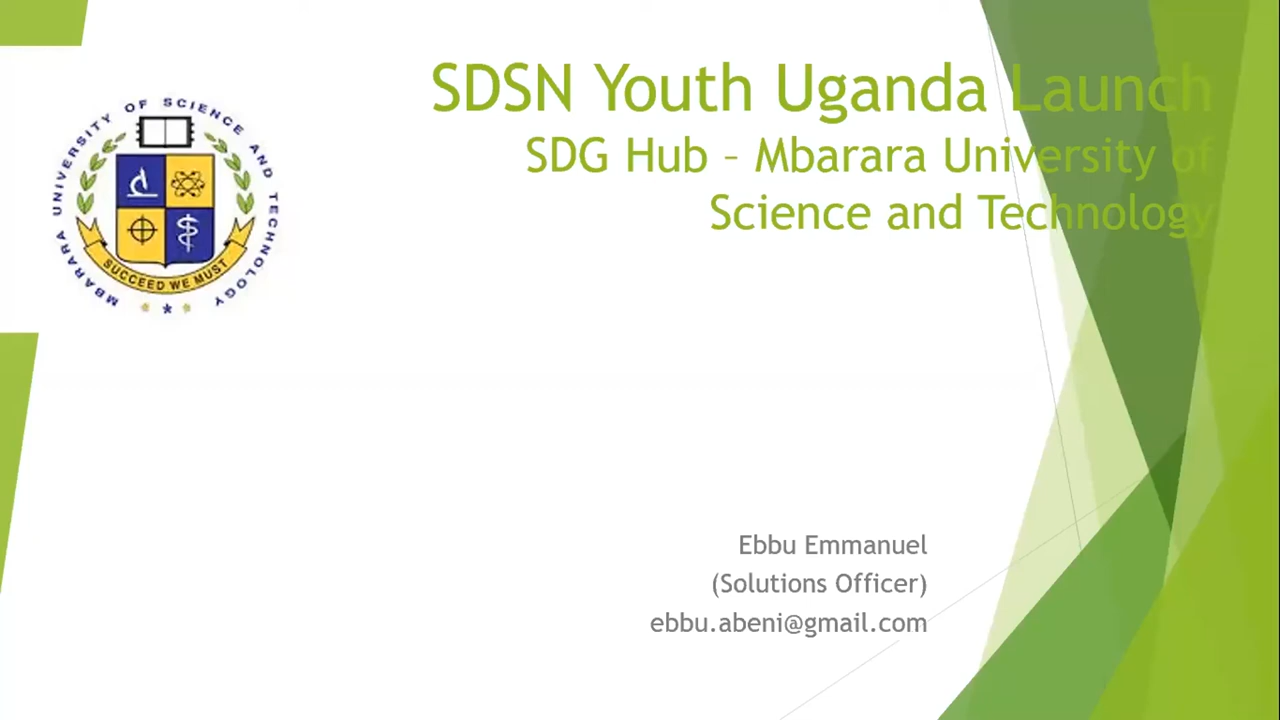 SDSN Youth Uganda Launch
SDG Hub – Mbarara University of
Science and Technology
MBARARA UNIVERSITY OF SCIENCE AND TECHNOLOGY
SUCCEED WE MUST
Ebbu Emmanuel
(Solutions Officer)
ebbu.abeni@gmail.com